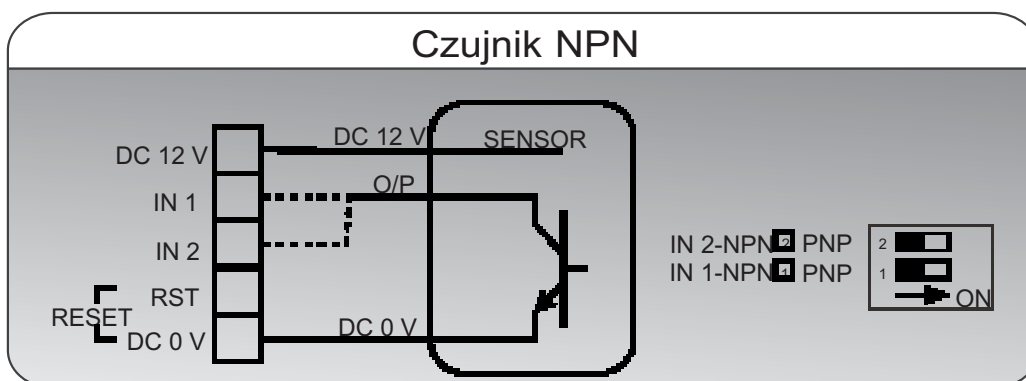 Czujnik NPN
DC 12 V
DC 12 V
SENSOR
IN 1
O/P
IN 2
RST
RESET
DC 0 V
DC 0 V
IN 2-NPN 2 PNP
IN 1-NPN 1 PNP
2
1
ON